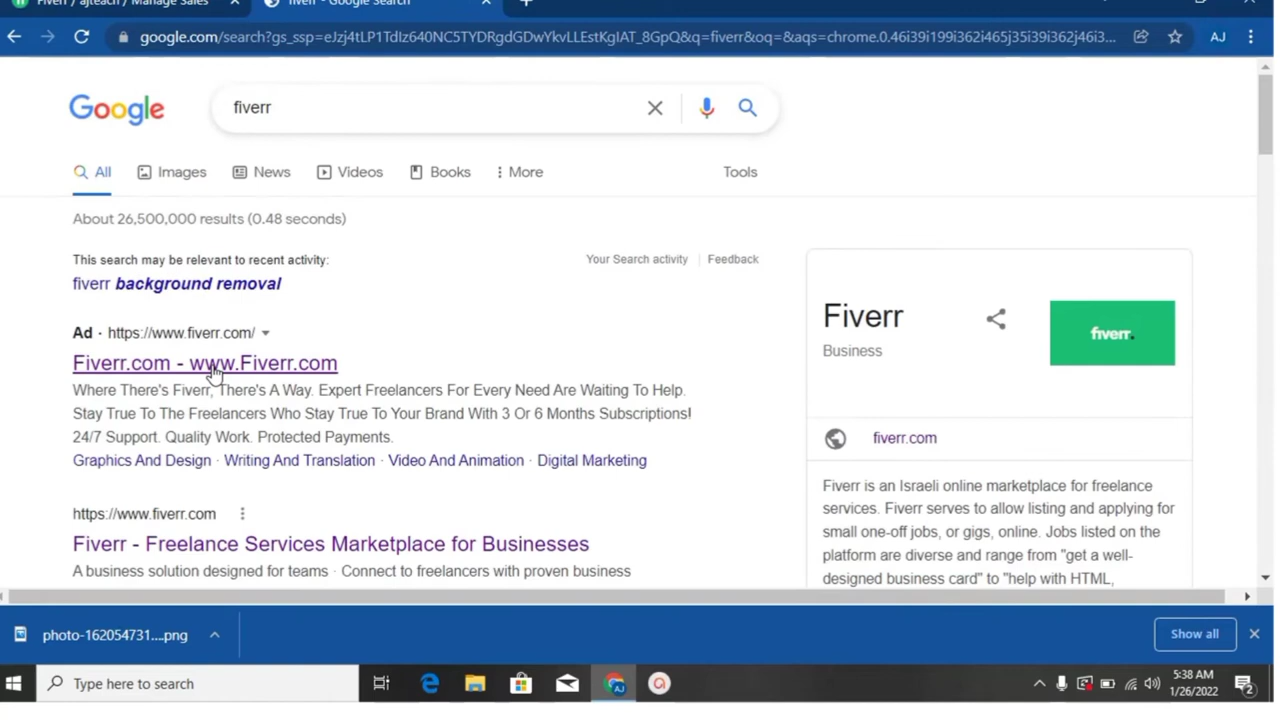 Fiverr / ajteach / Manage Sales
fiverr - Google Search
google.com/search?gs_ssp=eJzj4tLP1TdIz640NC5TYDRgdGDwYkvLLEstKgIAT_8GpQ&q=fiverr&oq=&aqs=chrome.0.46i39i199i362i465j35i39i362j46i3...
AJ
Google
fiverr
All
Images
News
Videos
Books
More
Tools
About 26,500,000 results (0.48 seconds)
This search may be relevant to recent activity:
Your Search activity
Feedback
fiverr background removal
Ad · https://www.fiverr.com/
Fiverr.com - www.Fiverr.com
Where There's Fiverr, There's A Way. Expert Freelancers For Every Need Are Waiting To Help.
Stay True To The Freelancers Who Stay True To Your Brand With 3 Or 6 Months Subscriptions!
24/7 Support. Quality Work. Protected Payments.
Graphics And Design · Writing And Translation · Video And Animation · Digital Marketing
https://www.fiverr.com
Fiverr - Freelance Services Marketplace for Businesses
A business solution designed for teams · Connect to freelancers with proven business
Fiverr
Business
fiverr.
fiverr.com
Fiverr is an Israeli online marketplace for freelance
services. Fiverr serves to allow listing and applying for
small one-off jobs, or gigs, online. Jobs listed on the
platform are diverse and range from "get a well-
designed business card" to "help with HTML,
photo-162054731....png
Show all
Type here to search
AJ
5:38 AM
1/26/2022
2